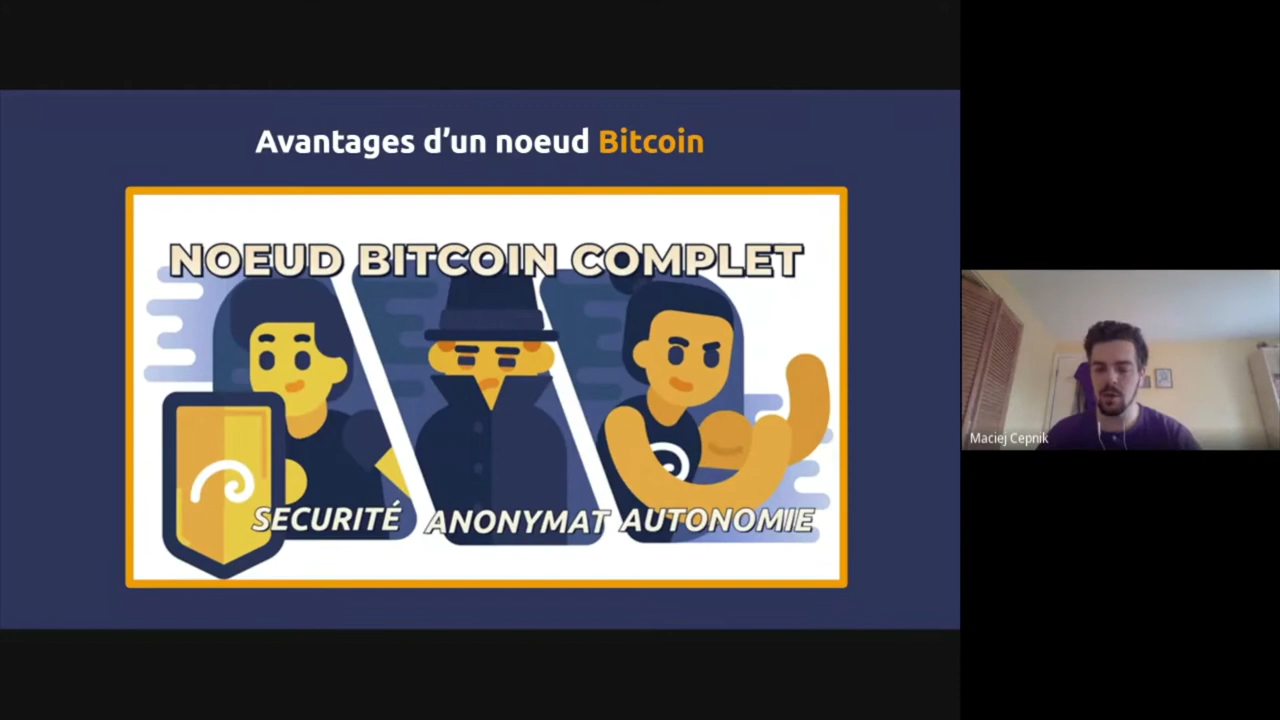 Avantages d’un noeud Bitcoin
NOEUD BITCOIN COMPLET
SECURITÉ ANONYMAT AUTONOMIE
Maciej Cepnik